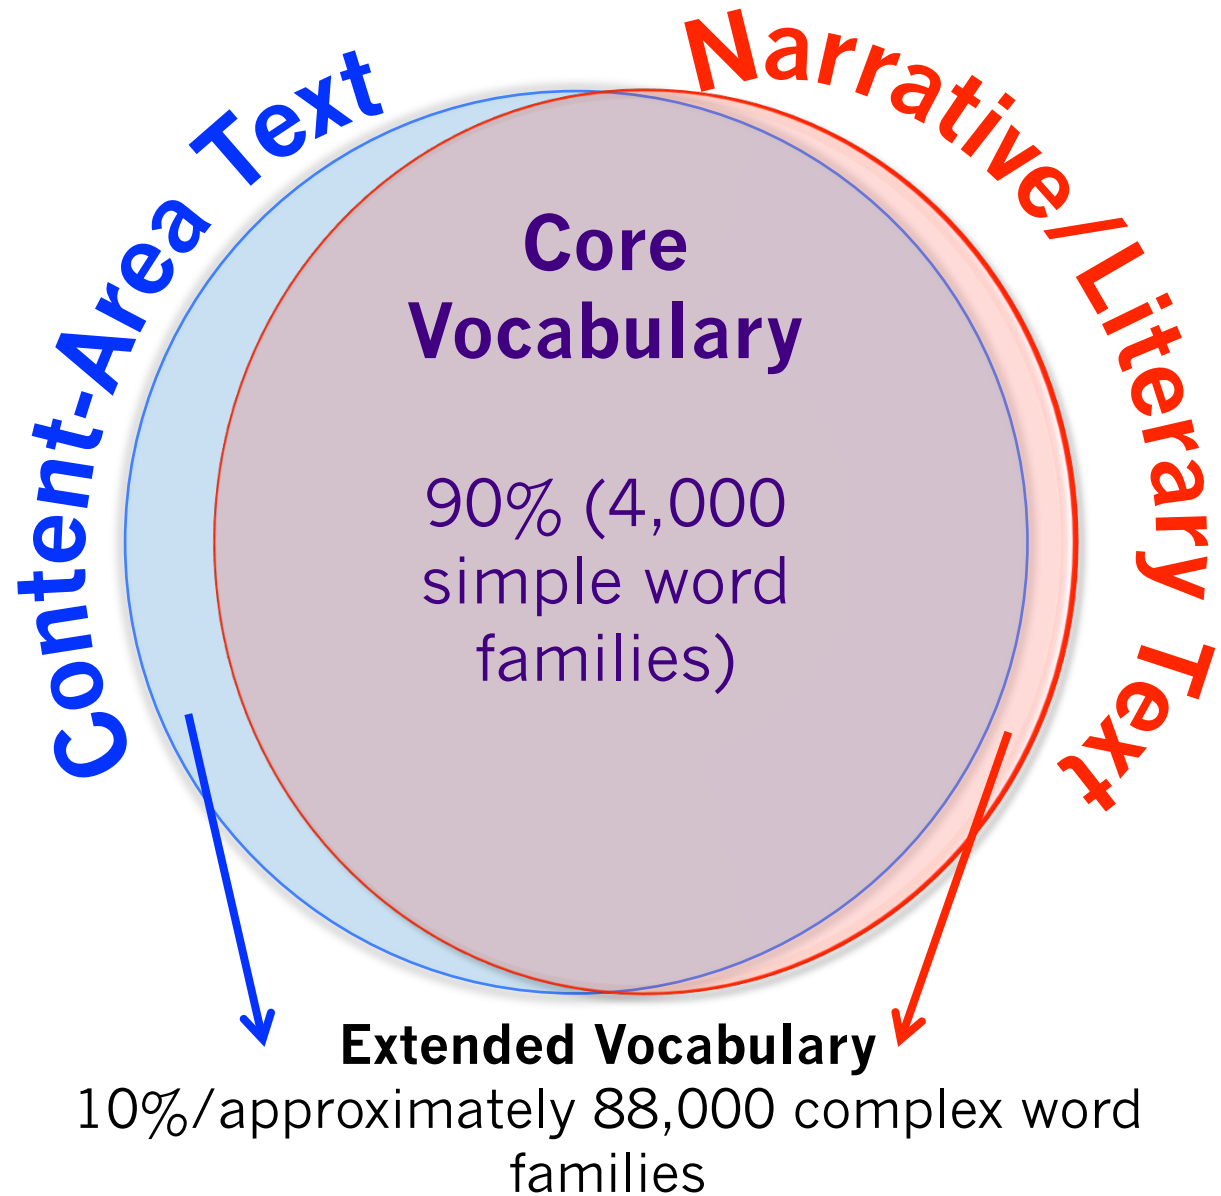 Content-Area Text
Narrative/Literary Text
Core
Vocabulary
90% (4,000
simple word
families)
Extended Vocabulary
10%/approximately 88,000 complex word
families